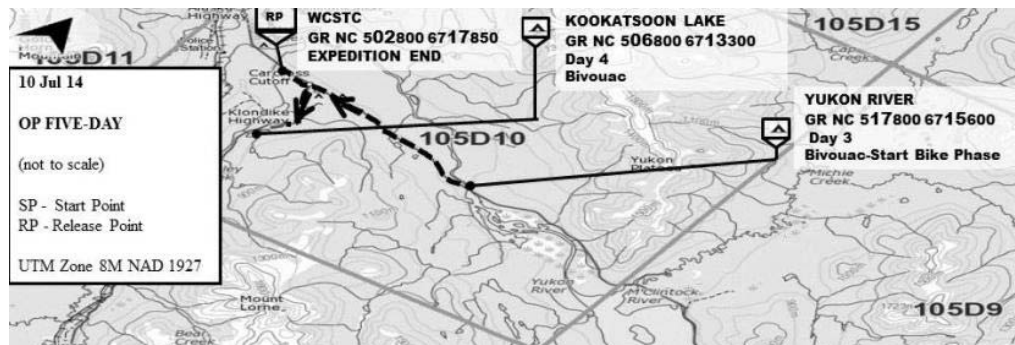 RP
WCSTC
GR NC 502800 6717850
EXPEDITION END
KOOKATSOON LAKE
GR NC 506800 6713300
Day 4
Bivouac
YUKON RIVER
GR NC 517800 6715600
Day 3
Bivouac-Start Bike Phase
105D15
105D11
10 Jul 14
OP FIVE-DAY
(not to scale)
SP - Start Point
RP - Release Point
UTM Zone 8M NAD 1927
Highway
Police
Station
Carcross
Cutoff
Klondike
Highway
105D10
Yukon
Michie
Creek
Yukon
River
M'Clintock
River
Mount
Lorne
Creek
105D9